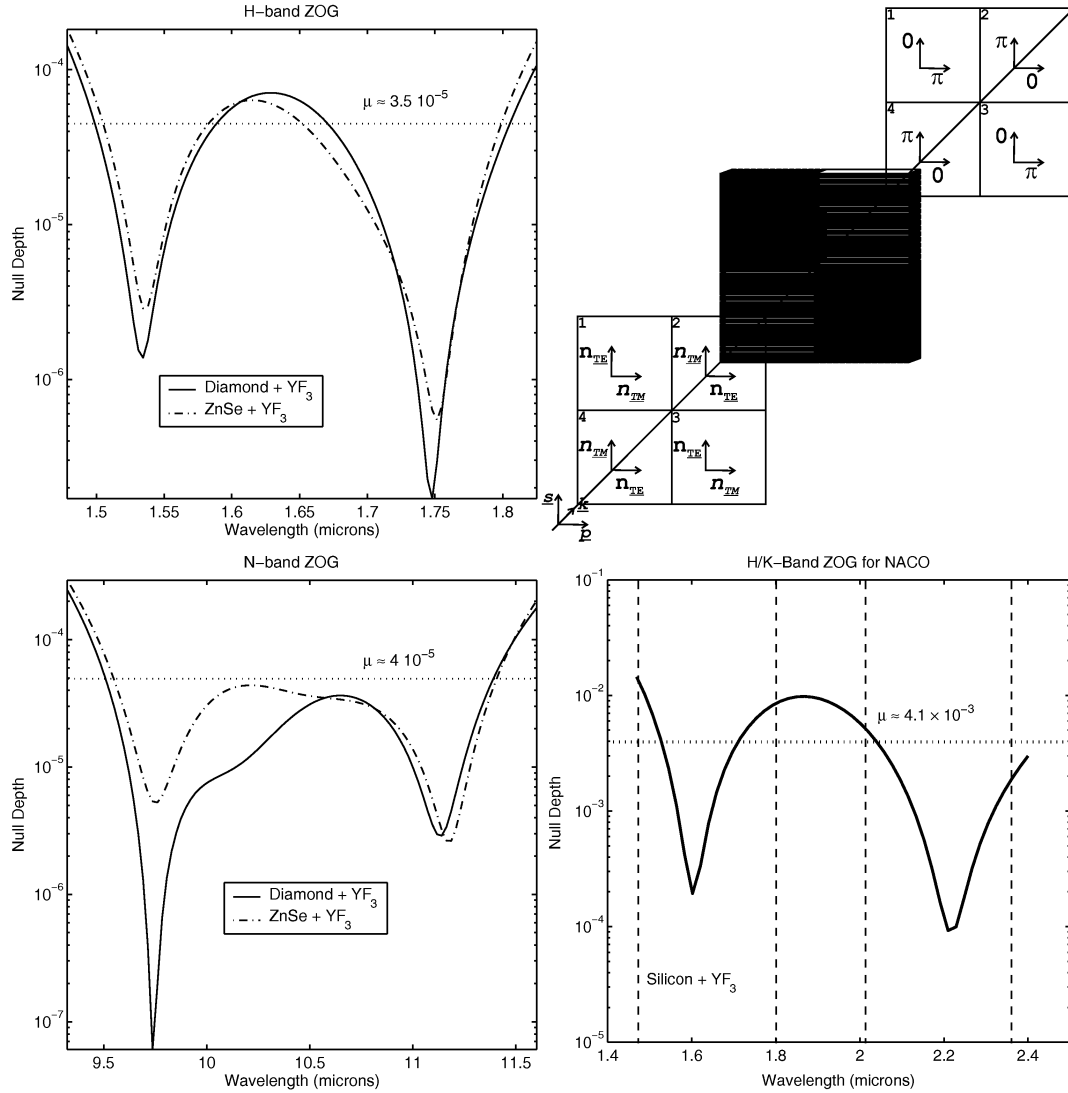 H−band ZOG
10⁻⁴
10⁻⁵
10⁻⁶
Null Depth
μ ≈ 3.5 10⁻⁵
Diamond + YF₃
ZnSe + YF₃
1.5 1.55 1.6 1.65 1.7 1.75 1.8
Wavelength (microns)
1 2
0 π
π 0
4 3
π 0
0 π
1 2
n_TE n_TM
n_TM n_TE
4 3
n_TM n_TE
n_TE n_TM
s k
p
N−band ZOG
10⁻⁴
10⁻⁵
10⁻⁶
10⁻⁷
Null Depth
μ ≈ 4 10⁻⁵
Diamond + YF₃
ZnSe + YF₃
9.5 10 10.5 11 11.5
Wavelength (microns)
H/K−Band ZOG for NACO
10⁻¹
10⁻²
10⁻³
10⁻⁴
10⁻⁵
Null Depth
μ ≈ 4.1 × 10⁻³
Silicon + YF₃
1.4 1.6 1.8 2 2.2 2.4
Wavelength (microns)